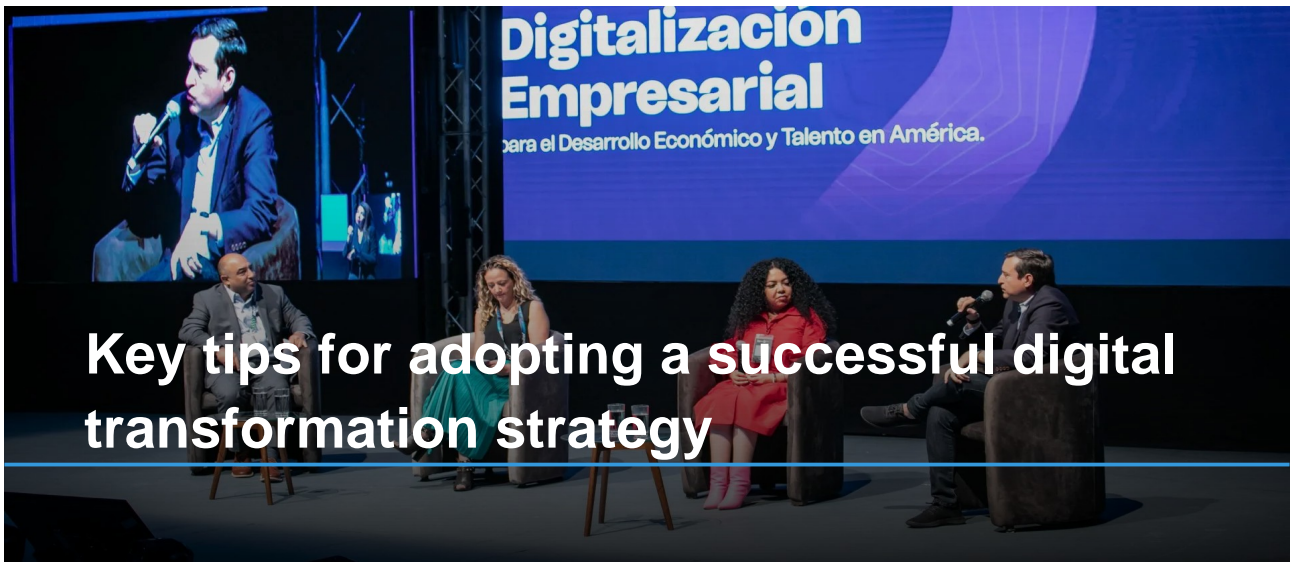 Digitalización
Empresarial
para el Desarrollo Económico y Talento en América.
Key tips for adopting a successful digital
transformation strategy